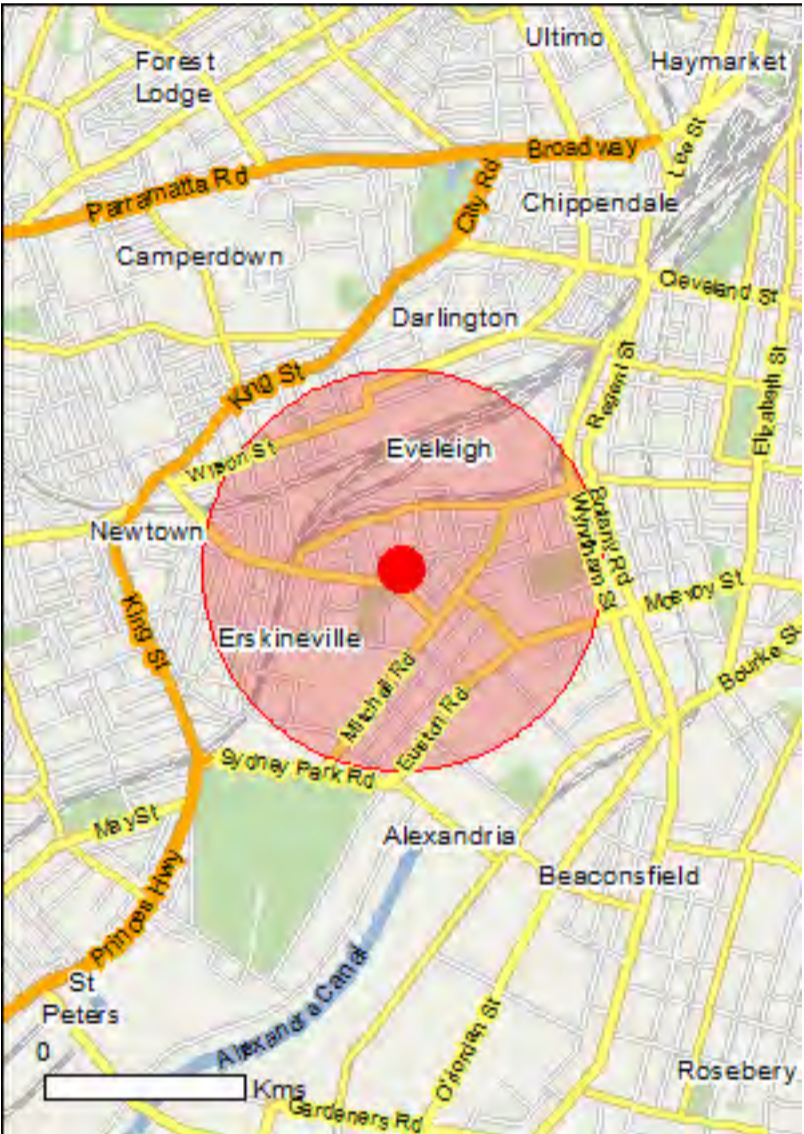 Ultimo
Forest
Lodge
Haymarket
Lee St
Broadway
Parramatta Rd
City Rd
Chippendale
Camperdown
Cleveland St
Darlington
Regent St
Elizabeth St
King St
Eveleigh
Wilson St
Botany Rd
Wyndham St
Newtown
McEvoy St
King St
Erskineville
Bourke St
Mitchell Rd
Euston Rd
Sydney Park Rd
May St
Alexandria
Beaconsfield
Princes Hwy
St
Peters
Alexandra Canal
O'riordan St
Rosebery
0
Kms
Gardeners Rd